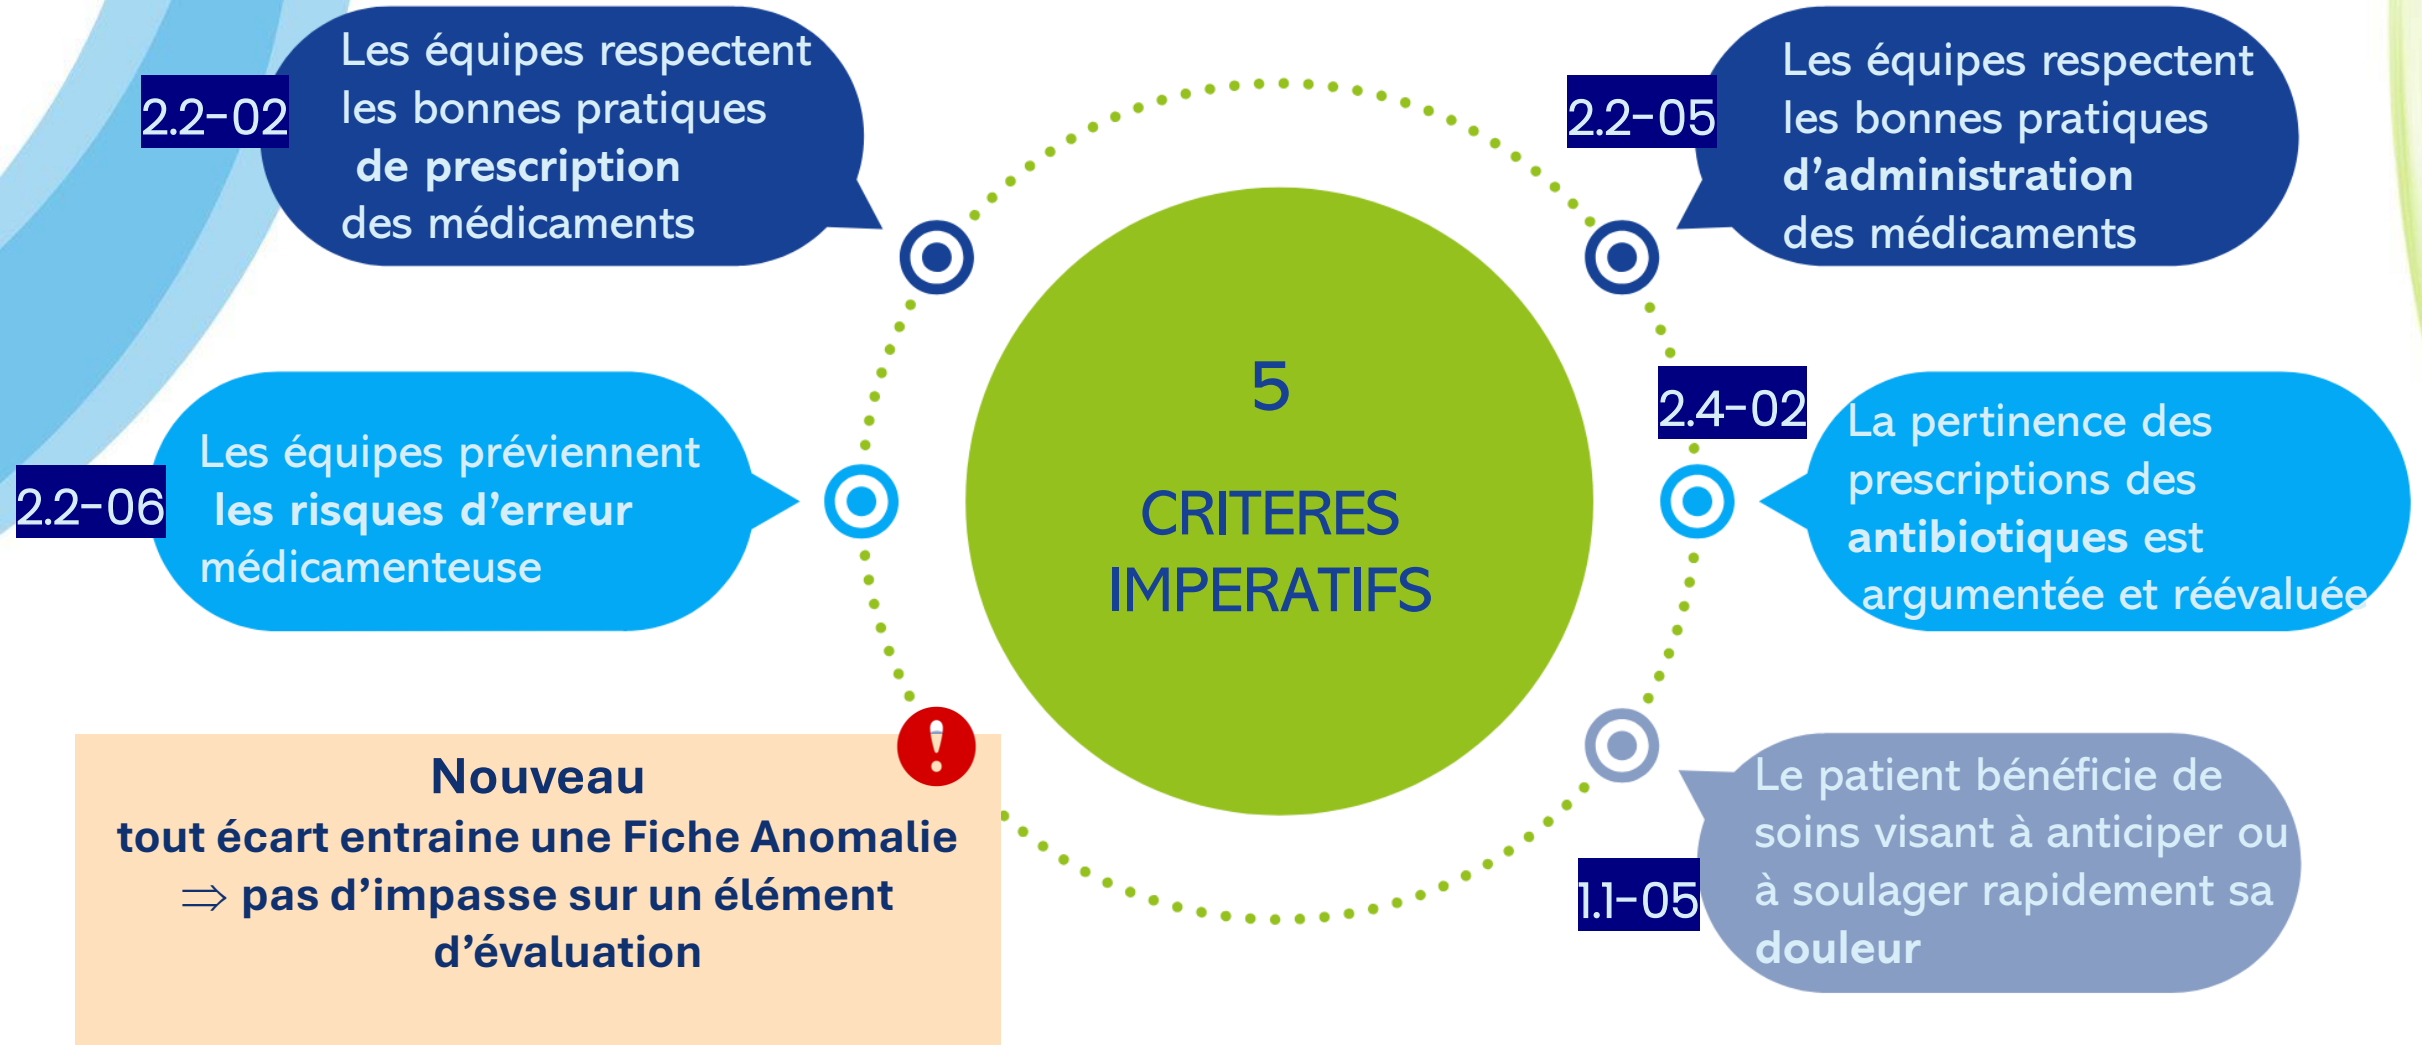 2.2-02
Les équipes respectent
les bonnes pratiques
de prescription
des médicaments
2.2-05
Les équipes respectent
les bonnes pratiques
d’administration
des médicaments
2.2-06
Les équipes préviennent
les risques d’erreur
médicamenteuse
5
CRITERES
IMPERATIFS
2.4-02
La pertinence des
prescriptions des
antibiotiques est
argumentée et réévaluée
Nouveau
tout écart entraine une Fiche Anomalie
⇒ pas d’impasse sur un élément
d’évaluation
1.1-05
Le patient bénéficie de
soins visant à anticiper ou
à soulager rapidement sa
douleur